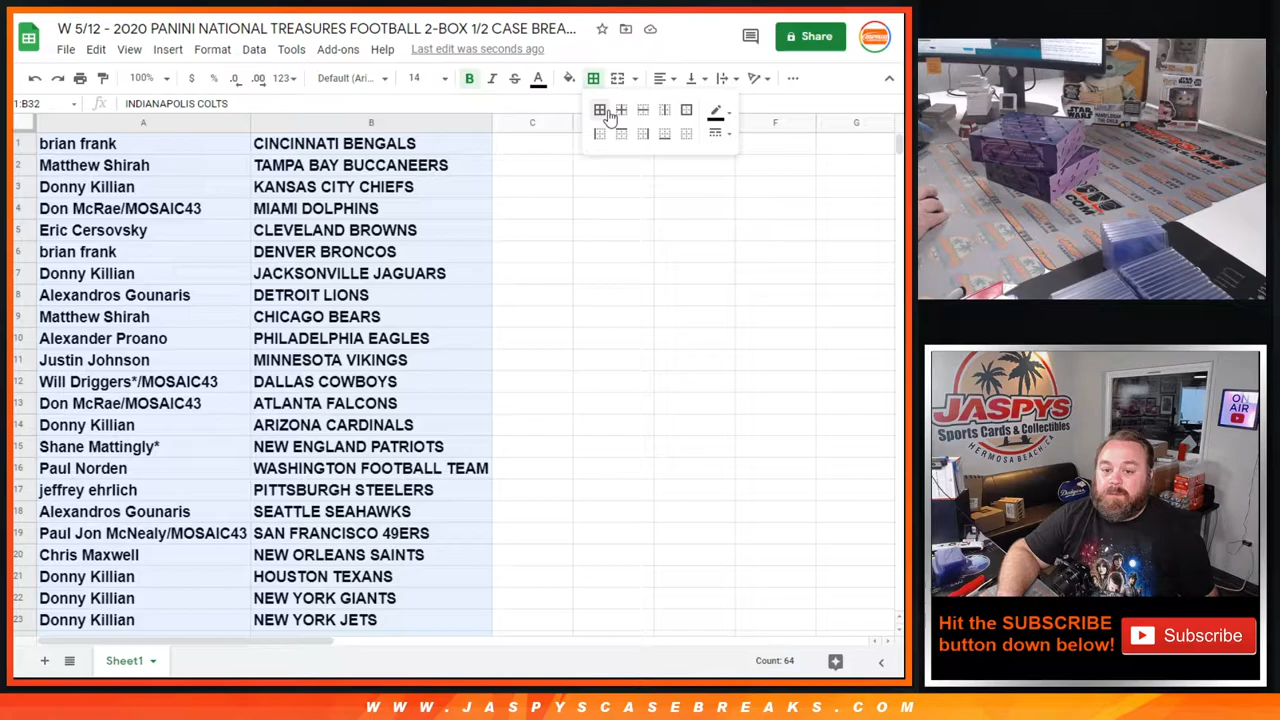 W 5/12 - 2020 PANINI NATIONAL TREASURES FOOTBALL 2-BOX 1/2 CASE BREA...
Share
File Edit View Insert Format Data Tools Add-ons Help Last edit was seconds ago
100% $ % .0 .00 123 Default (Ari... 14 B I S A
1:B32 fx INDIANAPOLIS COLTS
A B C F G
1 brian frank CINCINNATI BENGALS
2 Matthew Shirah TAMPA BAY BUCCANEERS
3 Donny Killian KANSAS CITY CHIEFS
4 Don McRae/MOSAIC43 MIAMI DOLPHINS
5 Eric Cersovsky CLEVELAND BROWNS
6 brian frank DENVER BRONCOS
7 Donny Killian JACKSONVILLE JAGUARS
8 Alexandros Gounaris DETROIT LIONS
9 Matthew Shirah CHICAGO BEARS
10 Alexander Proano PHILADELPHIA EAGLES
11 Justin Johnson MINNESOTA VIKINGS
12 Will Driggers*/MOSAIC43 DALLAS COWBOYS
13 Don McRae/MOSAIC43 ATLANTA FALCONS
14 Donny Killian ARIZONA CARDINALS
15 Shane Mattingly* NEW ENGLAND PATRIOTS
16 Paul Norden WASHINGTON FOOTBALL TEAM
17 jeffrey ehrlich PITTSBURGH STEELERS
18 Alexandros Gounaris SEATTLE SEAHAWKS
19 Paul Jon McNealy/MOSAIC43 SAN FRANCISCO 49ERS
20 Chris Maxwell NEW ORLEANS SAINTS
21 Donny Killian HOUSTON TEXANS
22 Donny Killian NEW YORK GIANTS
23 Donny Killian NEW YORK JETS
Sheet1
Count: 64
STAR WARS
JASPYS
Sports Cards & Collectibles
HERMOSA BEACH, CA
ON AIR
Dodgers
Hit the SUBSCRIBE
button down below!
Subscribe
WWW.JASPYSCASEBREAKS.COM